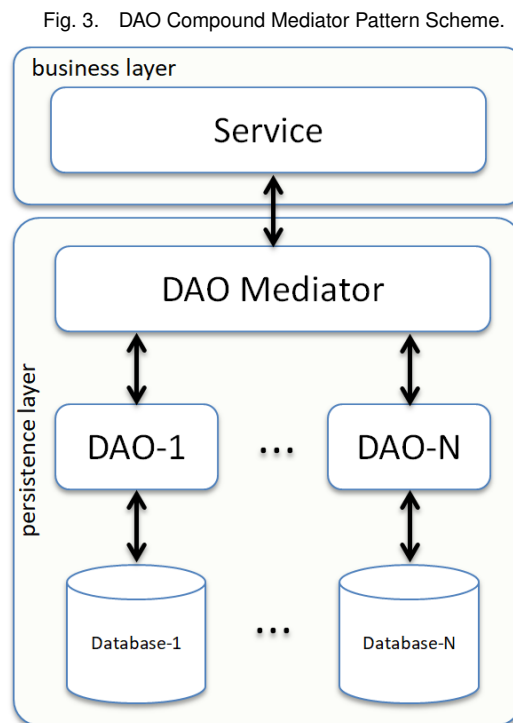 Fig. 3. DAO Compound Mediator Pattern Scheme.
business layer
Service
persistence layer
DAO Mediator
DAO-1 ... DAO-N
Database-1 ... Database-N